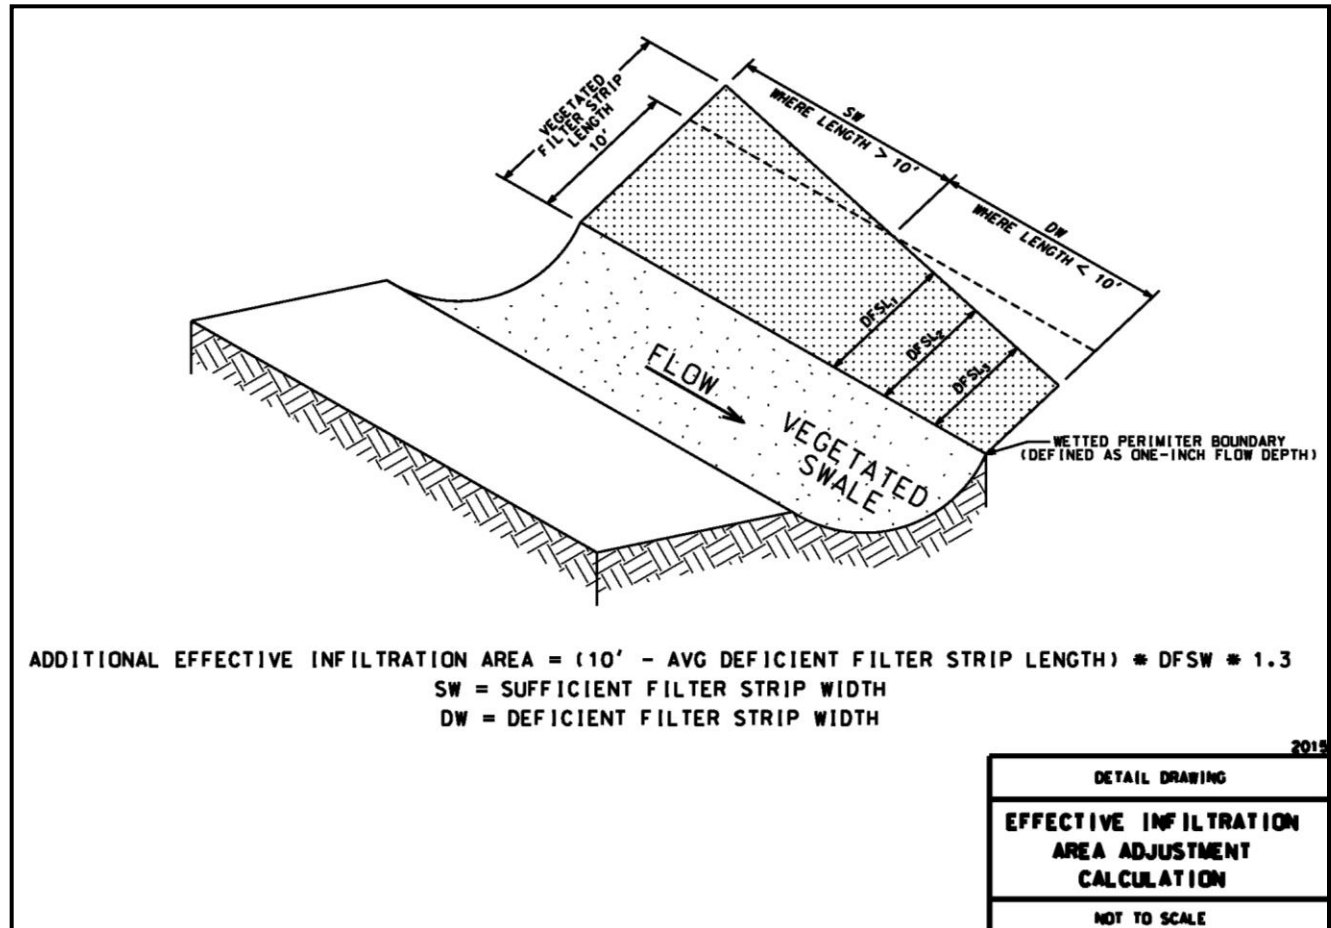 VEGETATED
FILTER STRIP
LENGTH
10'
SW
WHERE LENGTH > 10'
DW
WHERE LENGTH < 10'
DFSL1
DFSL2
DFSL3
FLOW
VEGETATED
SWALE
WETTED PERIMITER BOUNDARY
(DEFINED AS ONE-INCH FLOW DEPTH)
ADDITIONAL EFFECTIVE INFILTRATION AREA = (10' - AVG DEFICIENT FILTER STRIP LENGTH) * DFSW * 1.3
SW = SUFFICIENT FILTER STRIP WIDTH
DW = DEFICIENT FILTER STRIP WIDTH
2015
DETAIL DRAWING
EFFECTIVE INFILTRATION
AREA ADJUSTMENT
CALCULATION
NOT TO SCALE